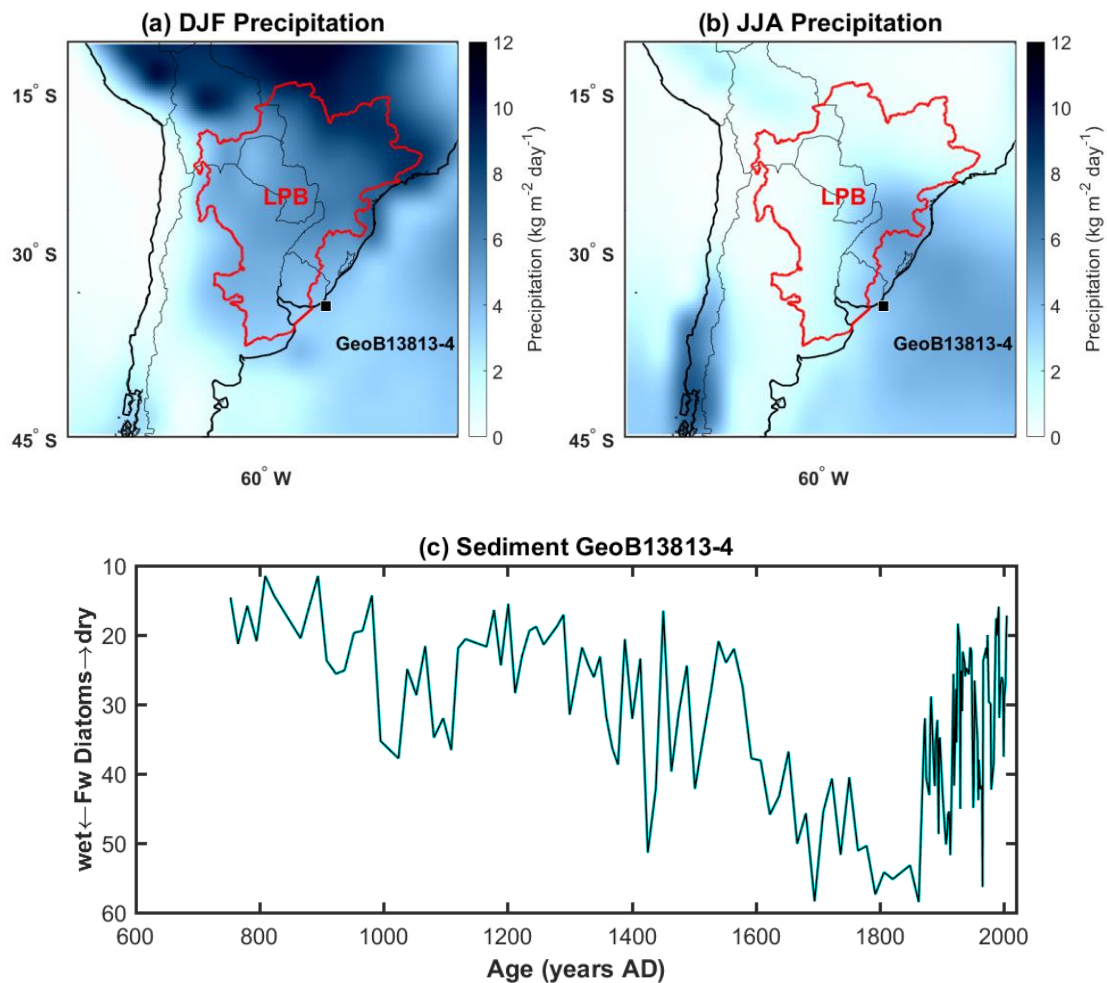 (a) DJF Precipitation
15° S
30° S
45° S
60° W
LPB
GeoB13813-4
12
10
8
6
4
2
0
Precipitation (kg m-2 day-1)
(b) JJA Precipitation
15° S
30° S
45° S
60° W
LPB
GeoB13813-4
12
10
8
6
4
2
0
Precipitation (kg m-2 day-1)
(c) Sediment GeoB13813-4
wet←Fw Diatoms→dry
10
20
30
40
50
60
600
800
1000
1200
1400
1600
1800
2000
Age (years AD)